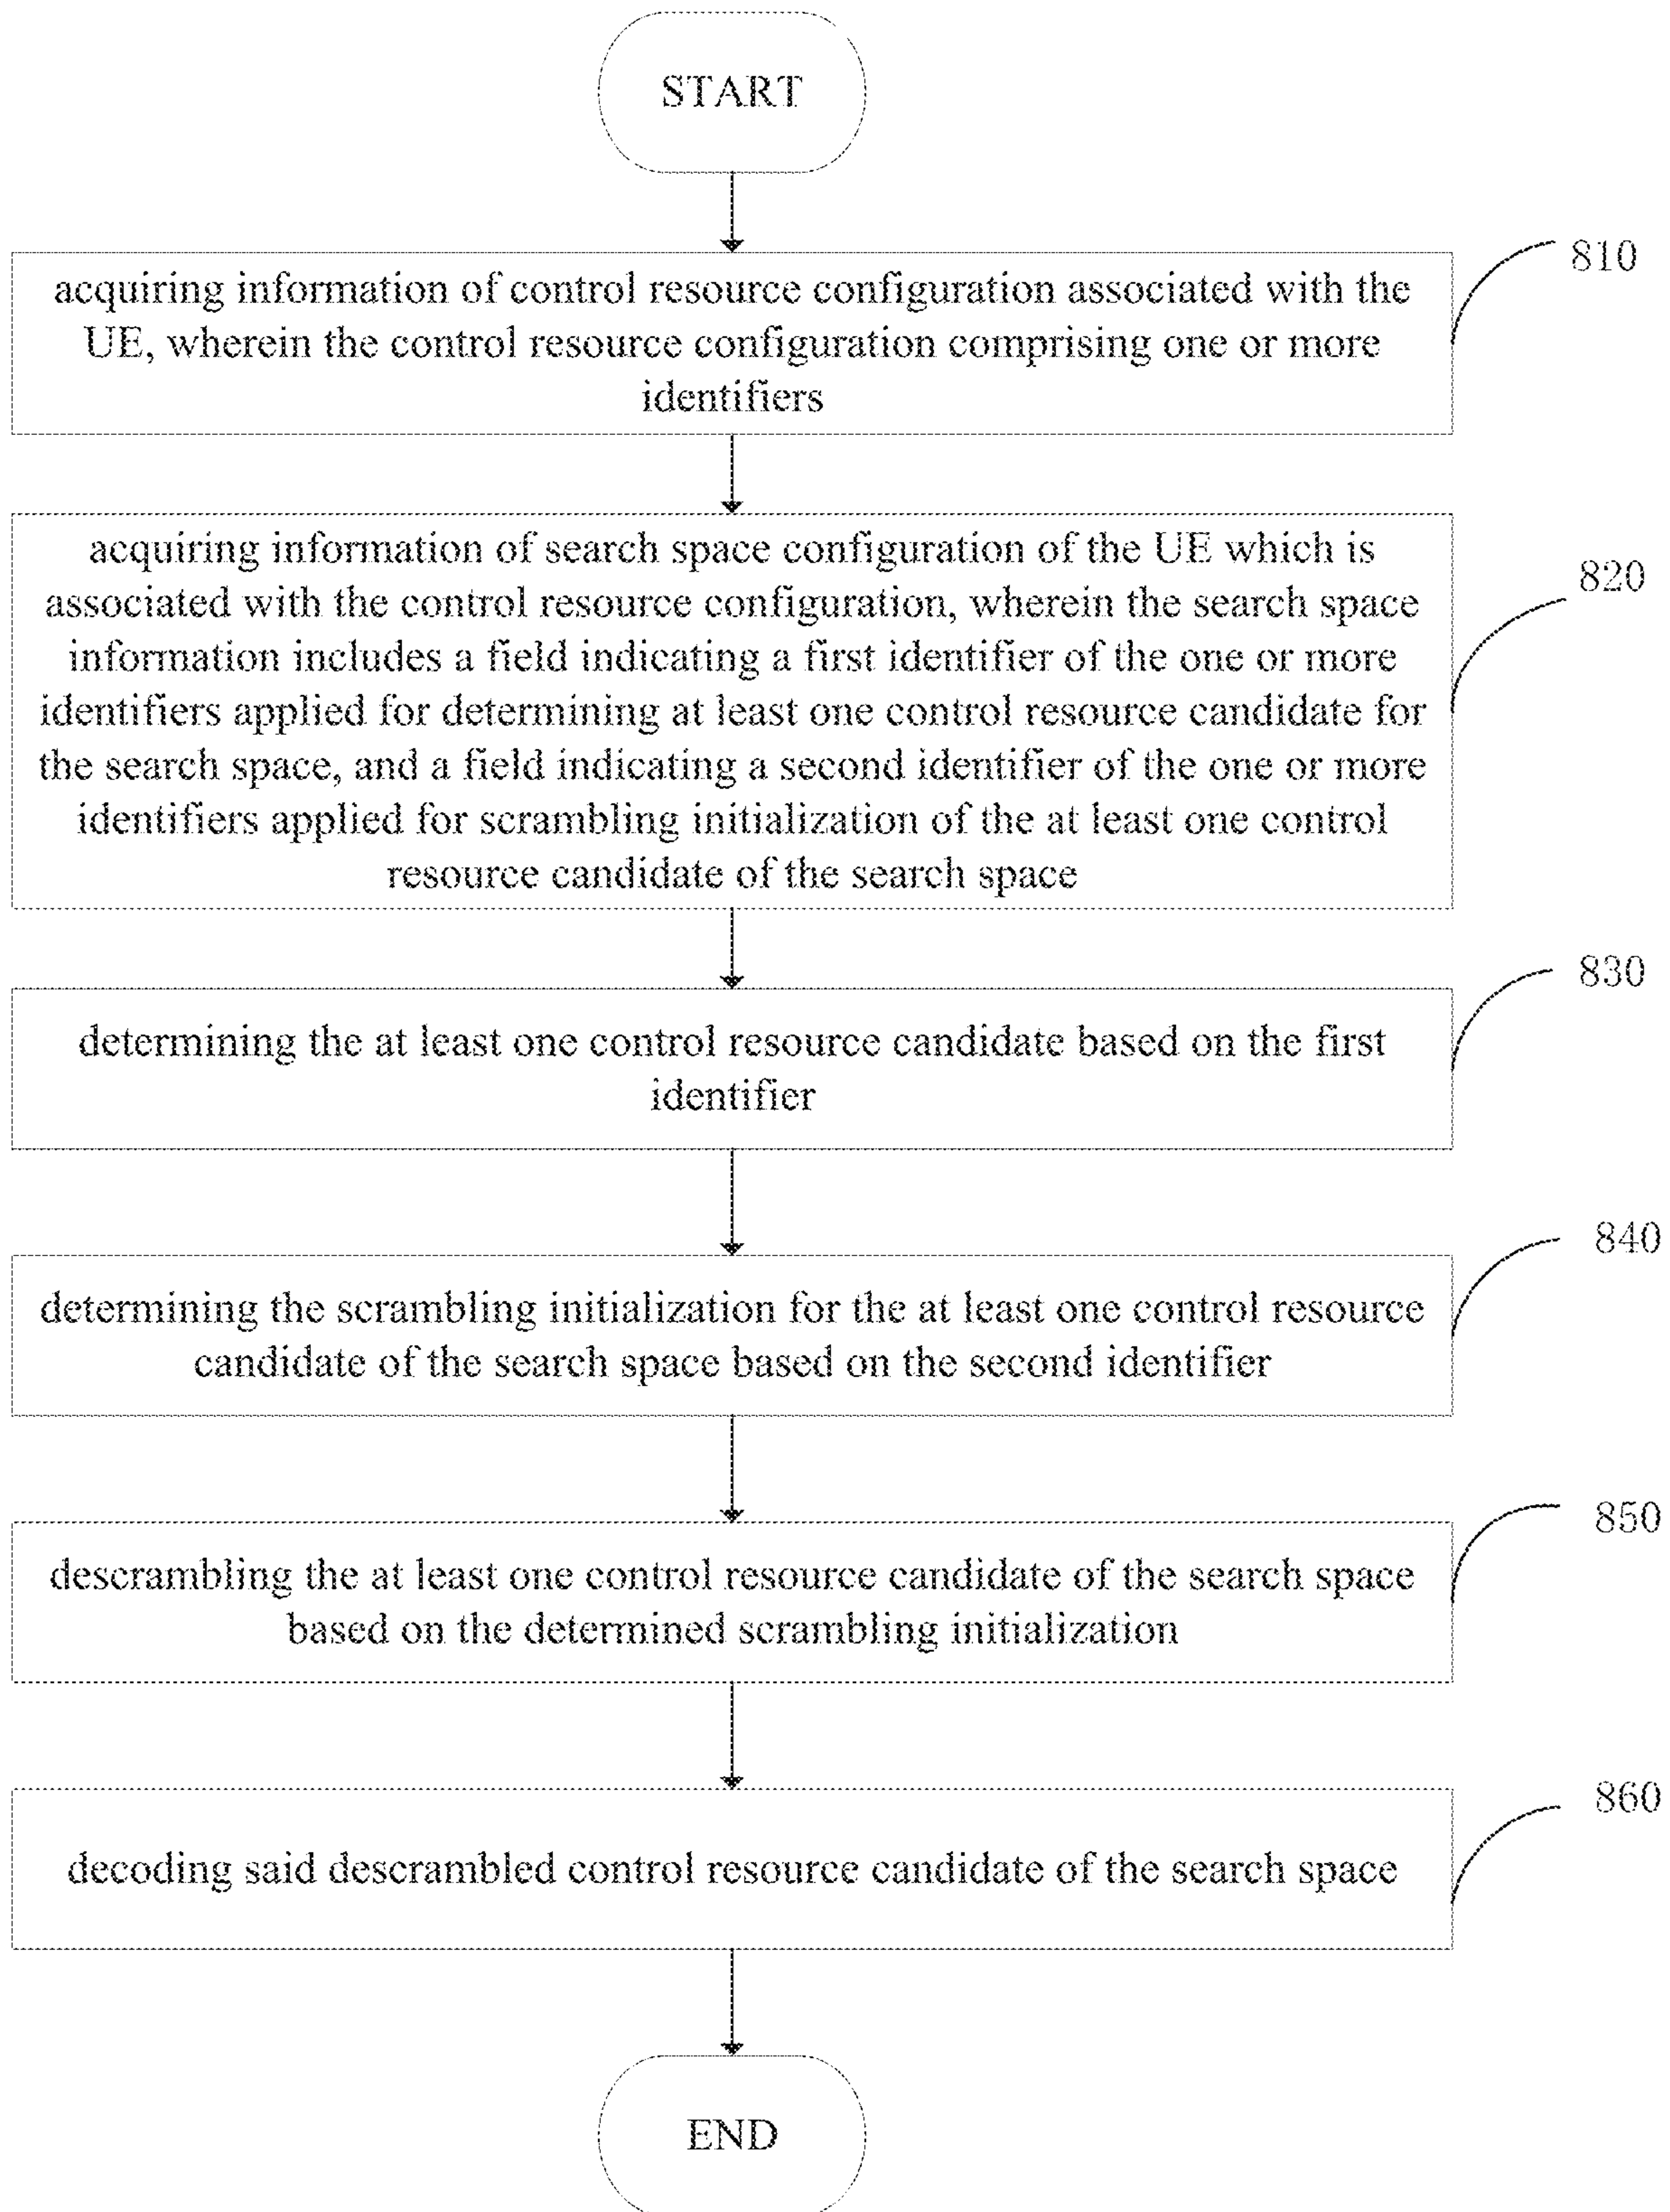 START
810
acquiring information of control resource configuration associated with the
UE, wherein the control resource configuration comprising one or more
identifiers
820
acquiring information of search space configuration of the UE which is
associated with the control resource configuration, wherein the search space
information includes a field indicating a first identifier of the one or more
identifiers applied for determining at least one control resource candidate for
the search space, and a field indicating a second identifier of the one or more
identifiers applied for scrambling initialization of the at least one control
resource candidate of the search space
830
determining the at least one control resource candidate based on the first
identifier
840
determining the scrambling initialization for the at least one control resource
candidate of the search space based on the second identifier
850
descrambling the at least one control resource candidate of the search space
based on the determined scrambling initialization
860
decoding said descrambled control resource candidate of the search space
END